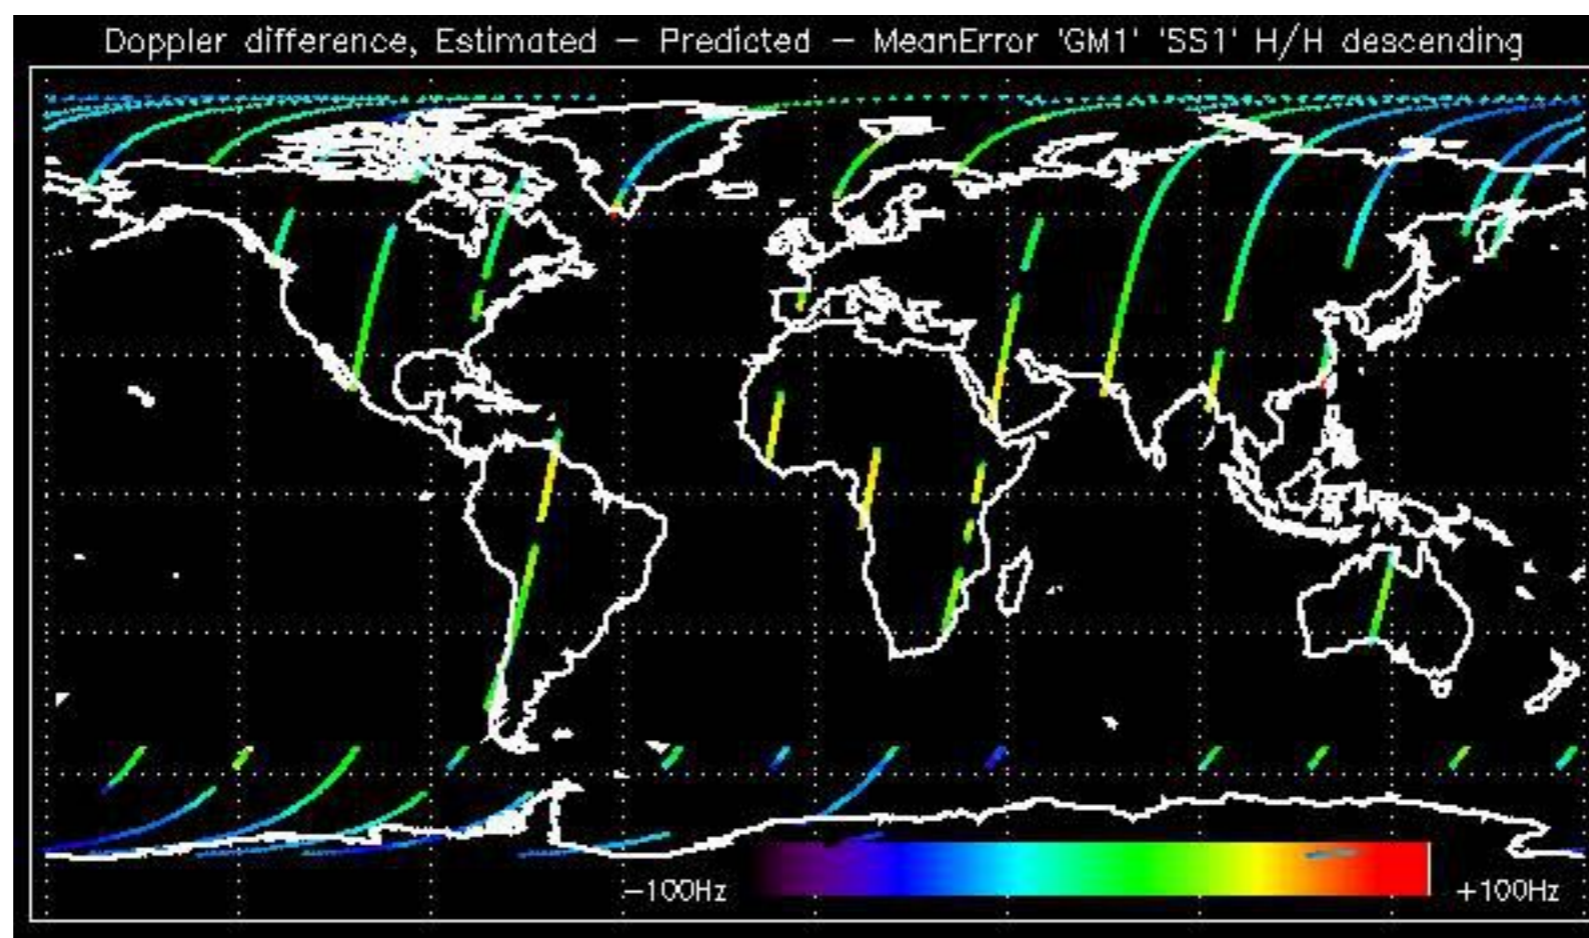 Doppler difference, Estimated – Predicted – MeanError 'GM1' 'SS1' H/H descending
–100Hz
+100Hz